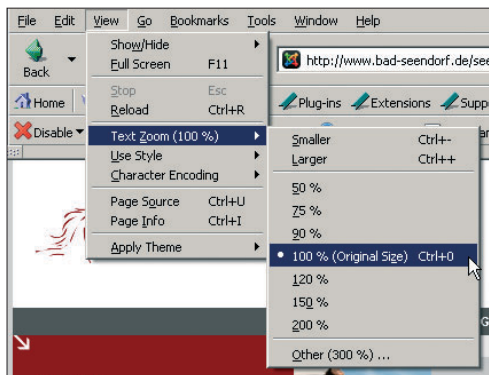 File Edit View Go Bookmarks Tools Window Help
Back
http://www.bad-seendorf.de/see
Home
Plug-ins Extensions Supp
Disable
Show/Hide
Full Screen F11
Stop Esc
Reload Ctrl+R
Text Zoom (100 %)
Use Style
Character Encoding
Page Source Ctrl+U
Page Info Ctrl+I
Apply Theme
Smaller Ctrl+-
Larger Ctrl++
50 %
75 %
90 %
100 % (Original Size) Ctrl+0
120 %
150 %
200 %
Other (300 %) ...
G